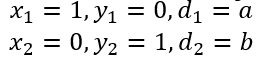 x₁ = 1, y₁ = 0, d₁ = a
x₂ = 0, y₂ = 1, d₂ = b